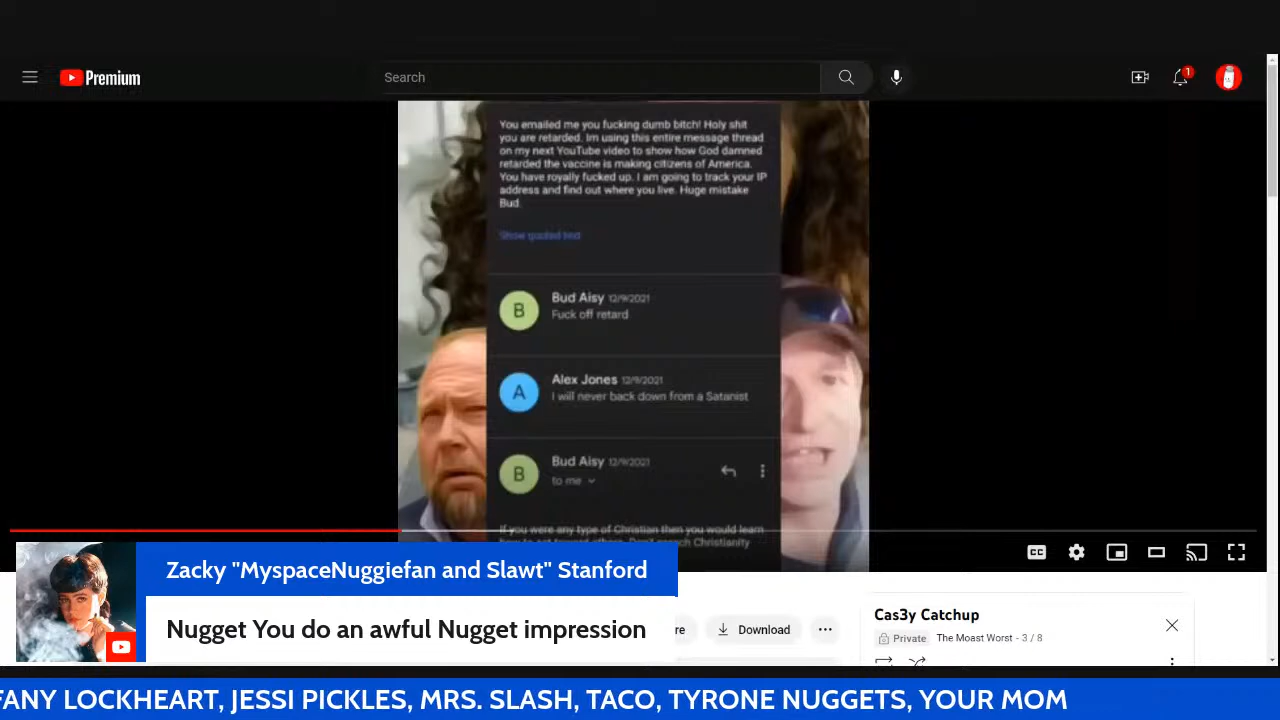 Premium
Search
1
You emailed me you fucking dumb bitch! Holy shit
you are retarded. Im using this entire message thread
on my next YouTube video to show how God damned
retarded the vaccine is making citizens of America.
You have royally fucked up. I am going to track your IP
address and find out where you live. Huge mistake
Bud.
Show quoted text
B
Bud Aisy 12/9/2021
Fuck off retard
A
Alex Jones 12/9/2021
I will never back down from a Satanist
B
Bud Aisy 12/9/2021
to me
If you were any type of Christian then you would learn
CC
Zacky "MyspaceNuggiefan and Slawt" Stanford
Nugget You do an awful Nugget impression
re
Download
Cas3y Catchup
Private The Moast Worst - 3 / 8
FANY LOCKHEART, JESSI PICKLES, MRS. SLASH, TACO, TYRONE NUGGETS, YOUR MOM